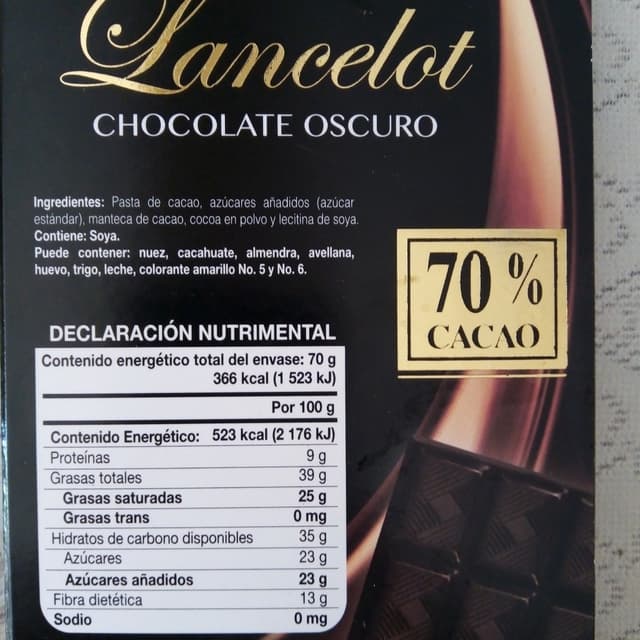 Lancelot
CHOCOLATE OSCURO
Ingredientes: Pasta de cacao, azúcares añadidos (azúcar
estándar), manteca de cacao, cocoa en polvo y lecitina de soya.
Contiene: Soya.
Puede contener: nuez, cacahuate, almendra, avellana,
huevo, trigo, leche, colorante amarillo No. 5 y No. 6.
70 %
CACAO
DECLARACIÓN NUTRIMENTAL
Contenido energético total del envase: 70 g
366 kcal (1 523 kJ)
Por 100 g
Contenido Energético: 523 kcal (2 176 kJ)
Proteínas 9 g
Grasas totales 39 g
Grasas saturadas 25 g
Grasas trans 0 mg
Hidratos de carbono disponibles 35 g
Azúcares 23 g
Azúcares añadidos 23 g
Fibra dietética 13 g
Sodio 0 mg